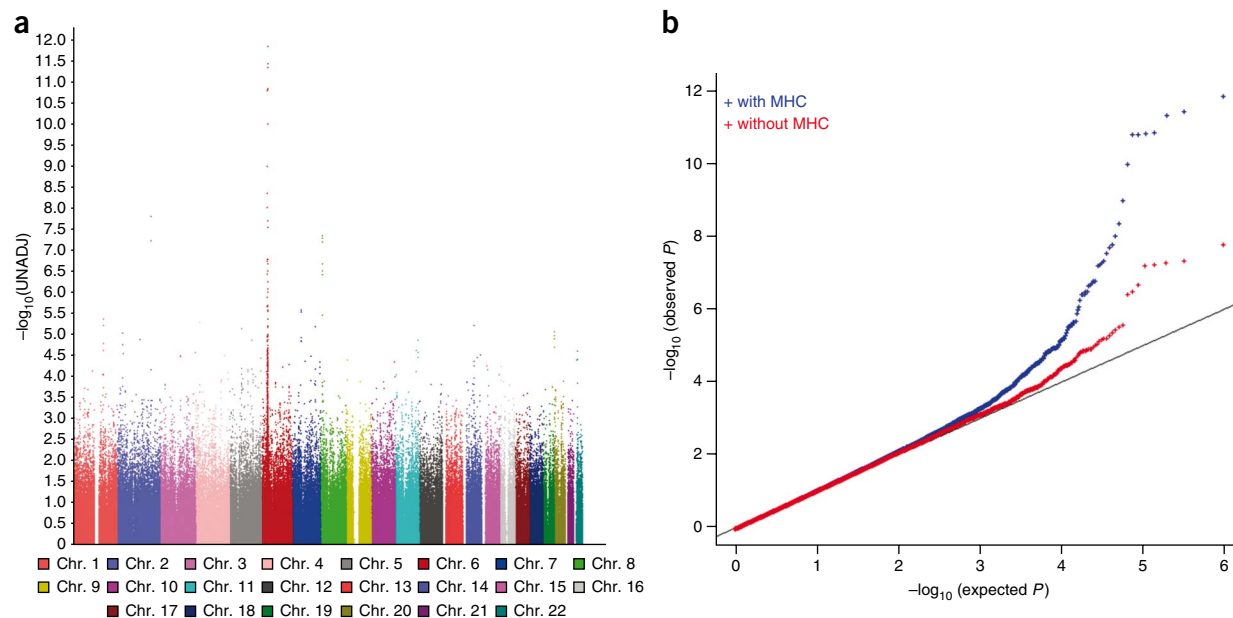 a
12.0
11.5
11.0
10.5
10.0
9.5
9.0
8.5
8.0
7.5
7.0
6.5
6.0
5.5
5.0
4.5
4.0
3.5
3.0
2.5
2.0
1.5
1.0
0.5
0
–log10(UNADJ)
Chr. 1 Chr. 2 Chr. 3 Chr. 4 Chr. 5 Chr. 6 Chr. 7 Chr. 8
Chr. 9 Chr. 10 Chr. 11 Chr. 12 Chr. 13 Chr. 14 Chr. 15 Chr. 16
Chr. 17 Chr. 18 Chr. 19 Chr. 20 Chr. 21 Chr. 22
b
+ with MHC
+ without MHC
12
10
8
6
4
2
0
–log10 (observed P)
0 1 2 3 4 5 6
–log10 (expected P)